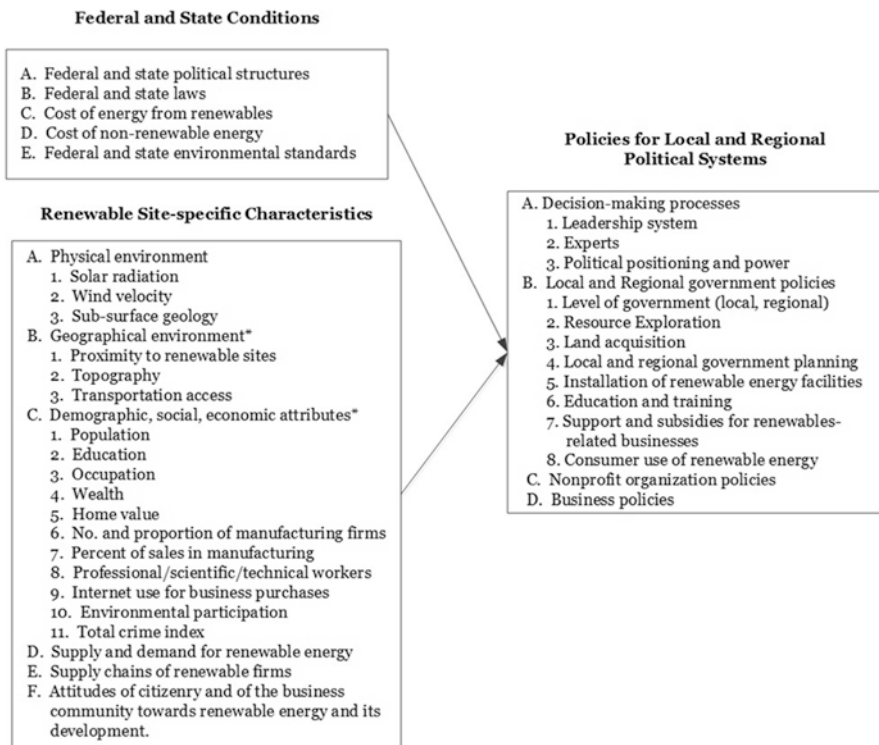 Federal and State Conditions
A. Federal and state political structures
B. Federal and state laws
C. Cost of energy from renewables
D. Cost of non-renewable energy
E. Federal and state environmental standards
Renewable Site-specific Characteristics
A. Physical environment
1. Solar radiation
2. Wind velocity
3. Sub-surface geology
B. Geographical environment*
1. Proximity to renewable sites
2. Topography
3. Transportation access
C. Demographic, social, economic attributes*
1. Population
2. Education
3. Occupation
4. Wealth
5. Home value
6. No. and proportion of manufacturing firms
7. Percent of sales in manufacturing
8. Professional/scientific/technical workers
9. Internet use for business purchases
10. Environmental participation
11. Total crime index
D. Supply and demand for renewable energy
E. Supply chains of renewable firms
F. Attitudes of citizenry and of the business
community towards renewable energy and its
development.
Policies for Local and Regional
Political Systems
A. Decision-making processes
1. Leadership system
2. Experts
3. Political positioning and power
B. Local and Regional government policies
1. Level of government (local, regional)
2. Resource Exploration
3. Land acquisition
4. Local and regional government planning
5. Installation of renewable energy facilities
6. Education and training
7. Support and subsidies for renewables-
related businesses
8. Consumer use of renewable energy
C. Nonprofit organization policies
D. Business policies